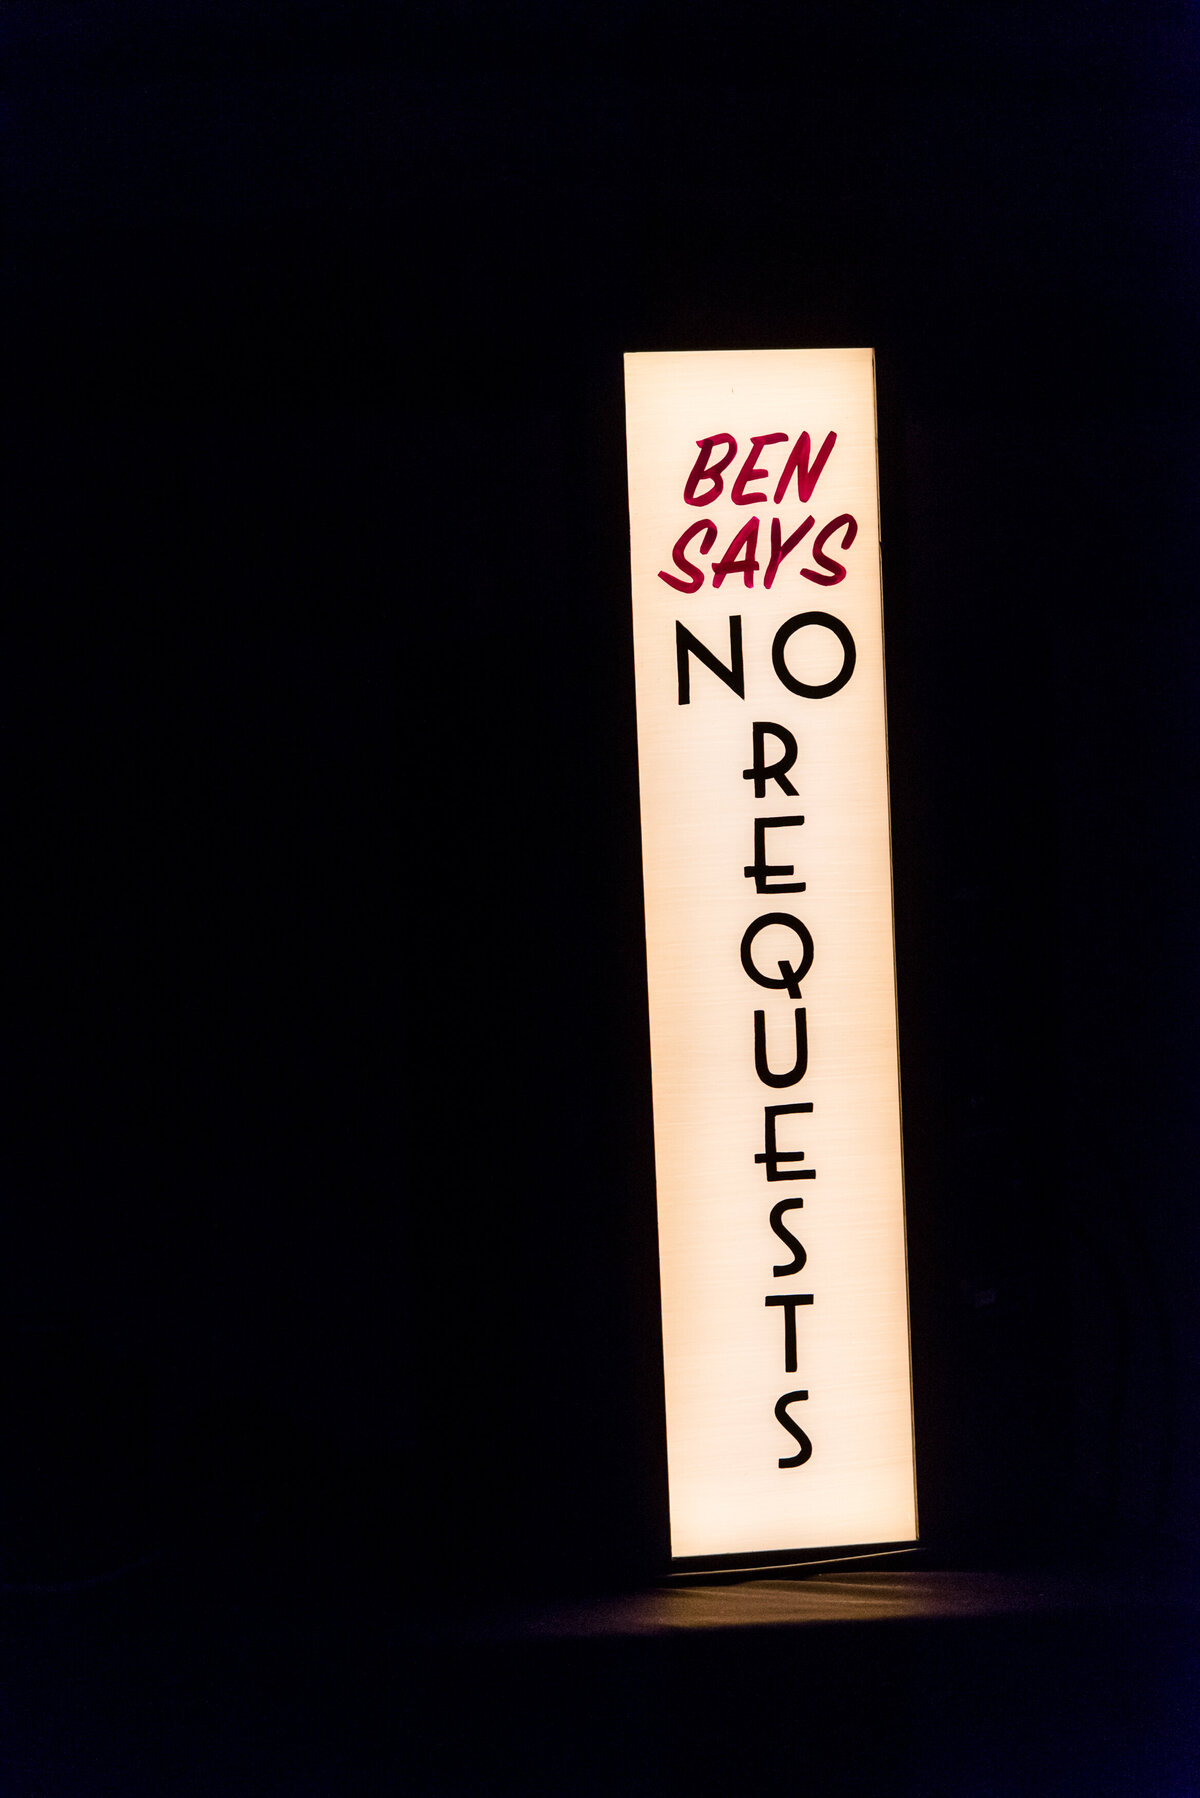 BEN
SAYS
NO
REQUESTS